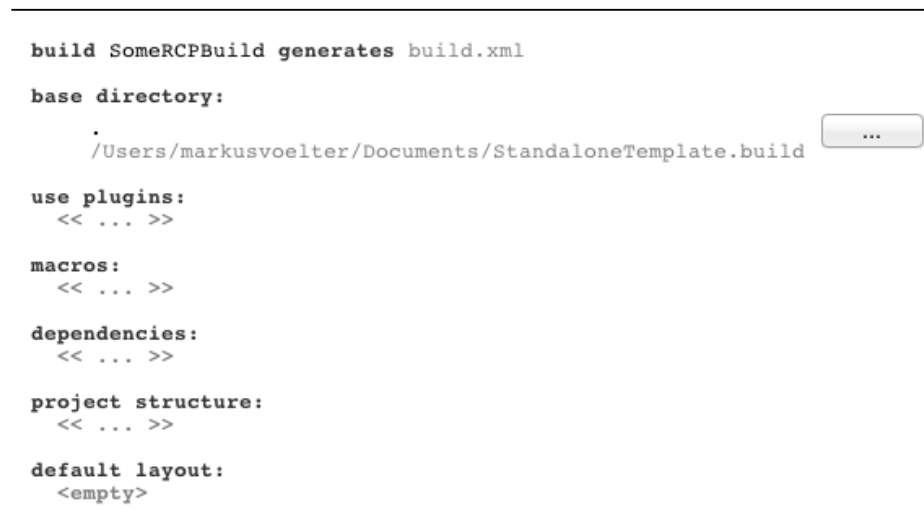 build SomeRCPBuild generates build.xml
base directory:
.
...
/Users/markusvoelter/Documents/StandaloneTemplate.build
use plugins:
<< ... >>
macros:
<< ... >>
dependencies:
<< ... >>
project structure:
<< ... >>
default layout:
<empty>